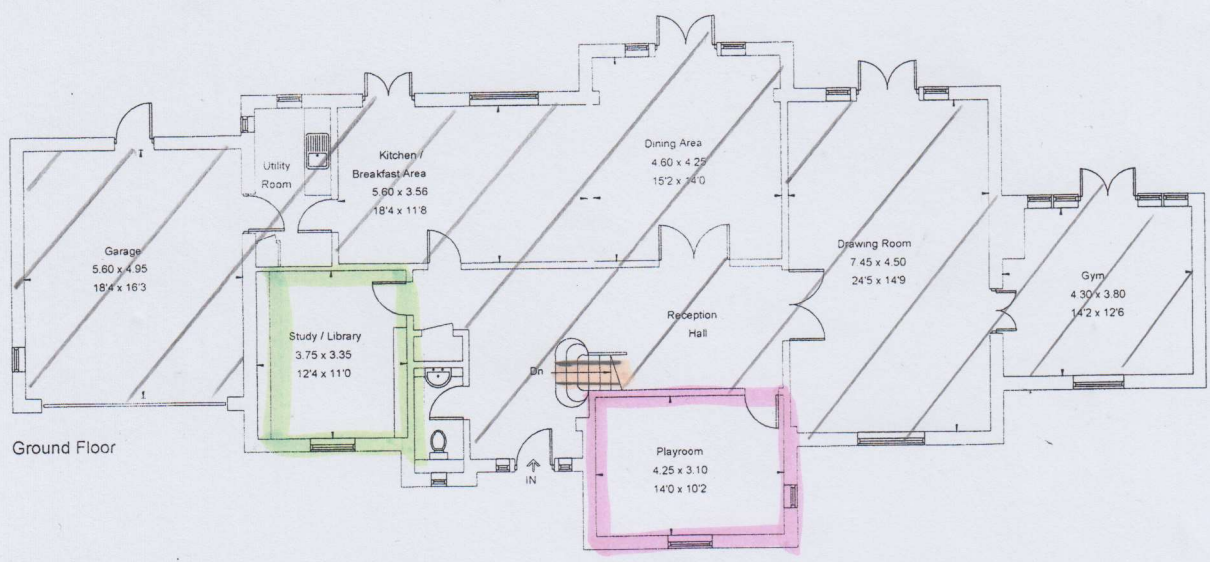 Utility
Room
Kitchen /
Breakfast Area
5.60 x 3.56
18'4 x 11'8
Dining Area
4.60 x 4.25
15'2 x 14'0
Garage
5.60 x 4.95
18'4 x 16'3
Drawing Room
7.45 x 4.50
24'5 x 14'9
Gym
4.30 x 3.80
14'2 x 12'6
Study / Library
3.75 x 3.35
12'4 x 11'0
Reception
Hall
Dn
Ground Floor
Playroom
4.25 x 3.10
14'0 x 10'2
IN